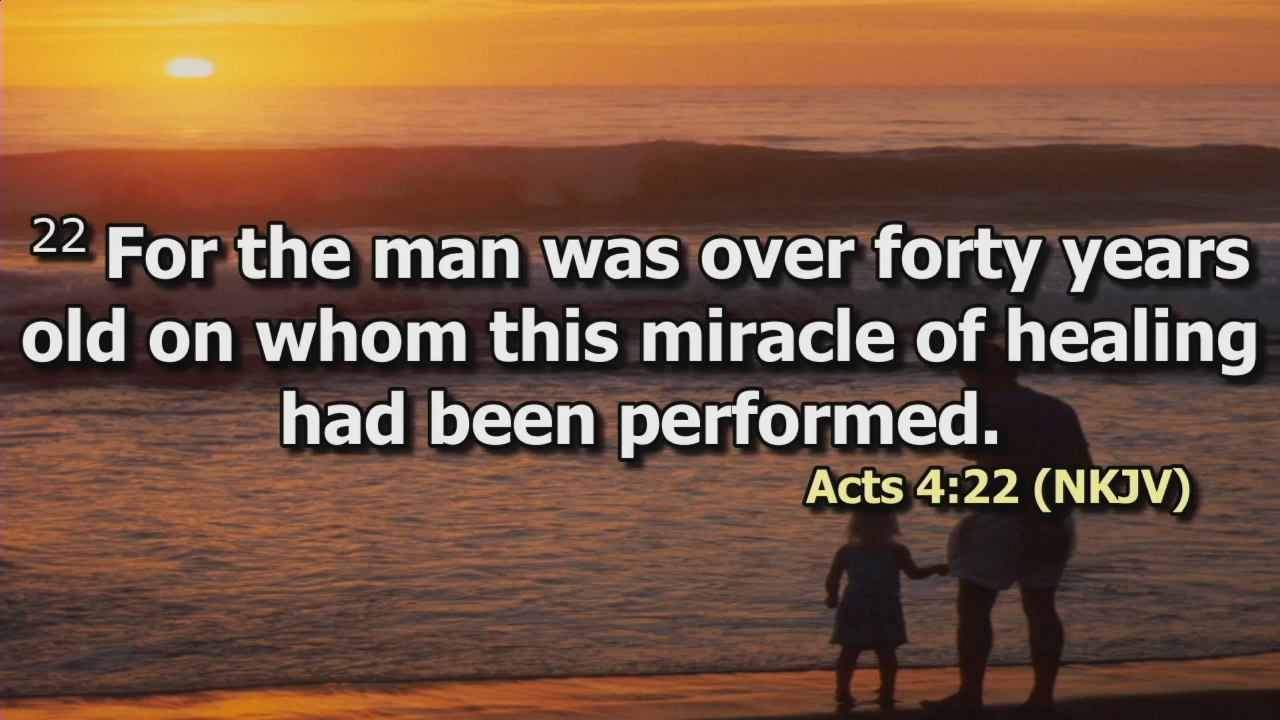 22 For the man was over forty years
old on whom this miracle of healing
had been performed.
Acts 4:22 (NKJV)